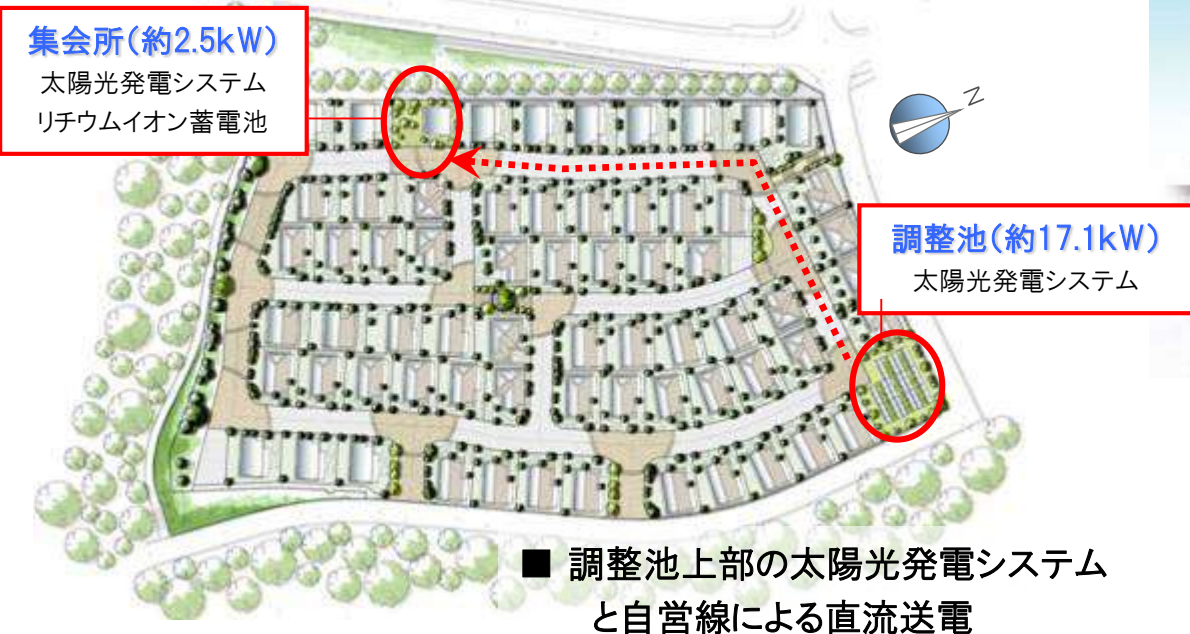 集会所(約2.5kW)
太陽光発電システム
リチウムイオン蓄電池
N
調整池(約17.1kW)
太陽光発電システム
■ 調整池上部の太陽光発電システム
と自営線による直流送電